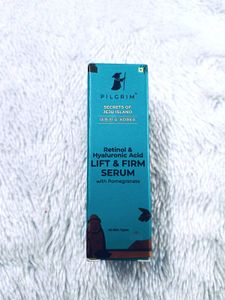 PILGRIM
SECRETS OF
JEJU ISLAND
Retinol &
Hyaluronic Acid
LIFT & FIRM
SERUM
with Pomegranate